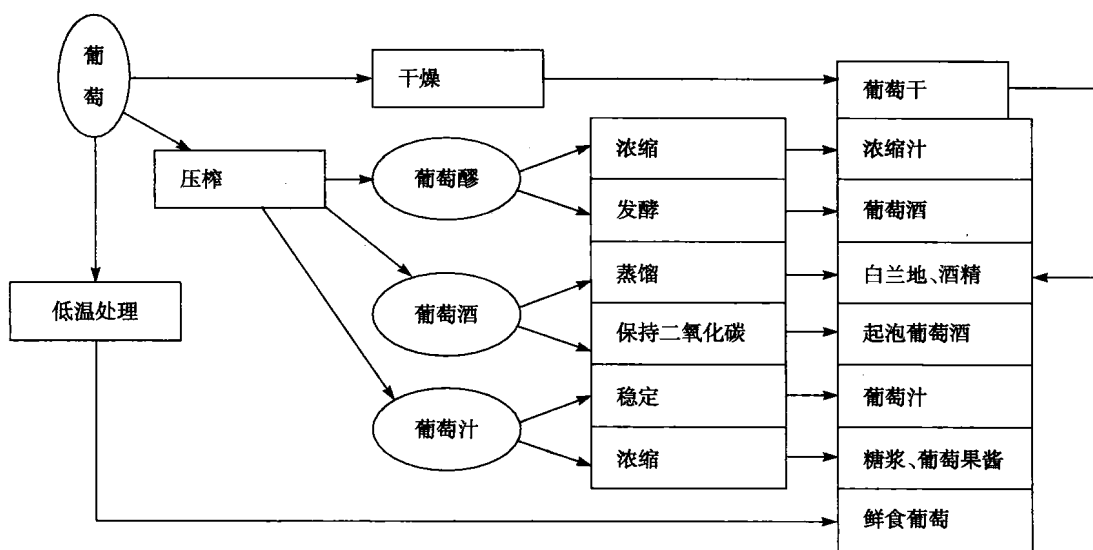 葡
萄
干燥
葡萄干
压榨
葡萄醪
浓缩
浓缩汁
发酵
葡萄酒
低温处理
葡萄酒
蒸馏
白兰地、酒精
保持二氧化碳
起泡葡萄酒
葡萄汁
稳定
葡萄汁
浓缩
糖浆、葡萄果酱
鲜食葡萄